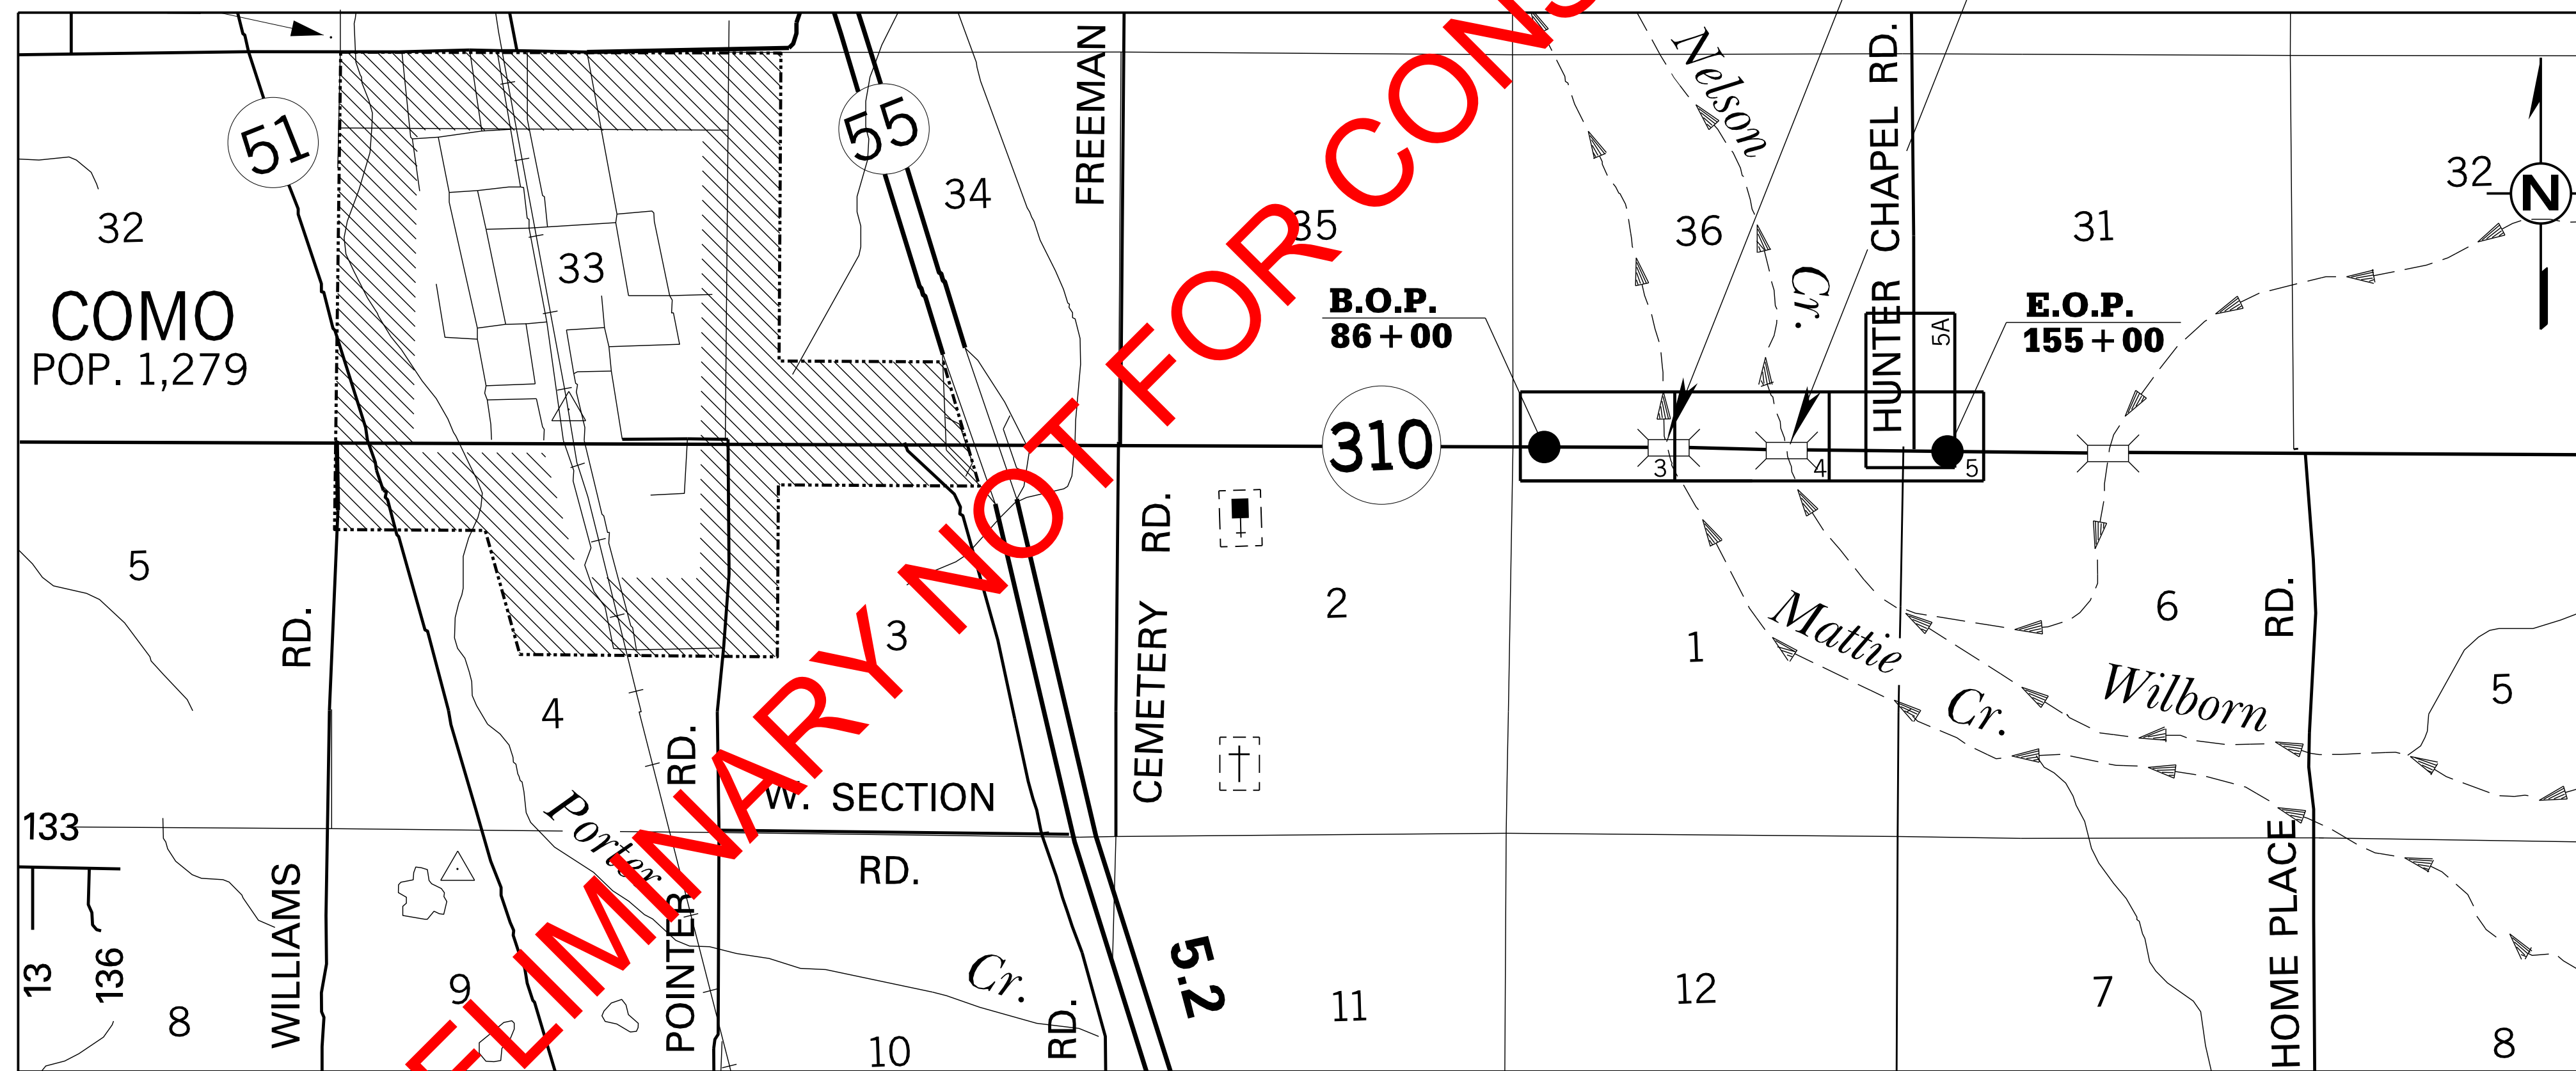 51
55
34
FREEMAN
35
Nelson
Cr.
36
HUNTER CHAPEL RD.
31
32
N
32
33
COMO
POP. 1,279
B.O.P.
86+00
E.O.P.
155+00
5A
310
3
4
5
PRELIMINARY NOT FOR CONS
5
RD.
4
3
RD.
CEMETERY
2
1
Mattie
Cr.
Wilborn
6
RD.
5
133
13
136
8
WILLIAMS
9
Porter
Cr.
POINTER
RD.
W. SECTION
RD.
10
RD.
5.2
11
12
7
HOME PLACE
8